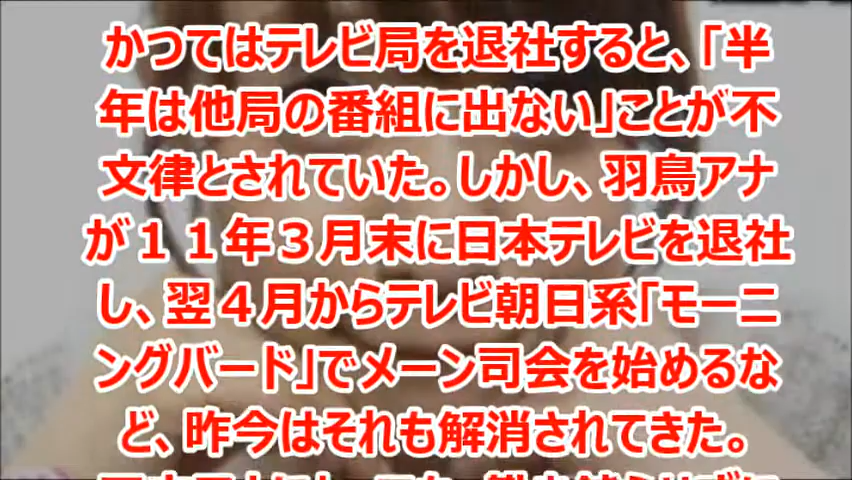 かつてはテレビ局を退社すると、「半
年は他局の番組に出ない」ことが不
文律とされていた。しかし、羽鳥アナ
が１１年３月末に日本テレビを退社
し、翌４月からテレビ朝日系「モーニ
ングバード」でメーン司会を始めるな
ど、昨今はそれも解消されてきた。